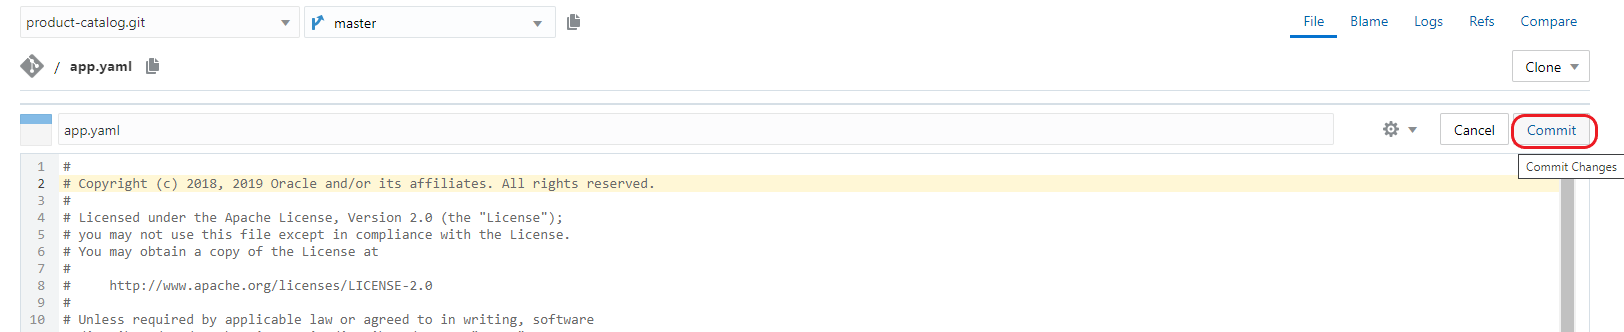 product-catalog.git master File Blame Logs Refs Compare
/ app.yaml Clone
app.yaml Cancel Commit
Commit Changes
1 #
2 # Copyright (c) 2018, 2019 Oracle and/or its affiliates. All rights reserved.
3 #
4 # Licensed under the Apache License, Version 2.0 (the "License");
5 # you may not use this file except in compliance with the License.
6 # You may obtain a copy of the License at
7 #
8 #     http://www.apache.org/licenses/LICENSE-2.0
9 #
10 # Unless required by applicable law or agreed to in writing, software